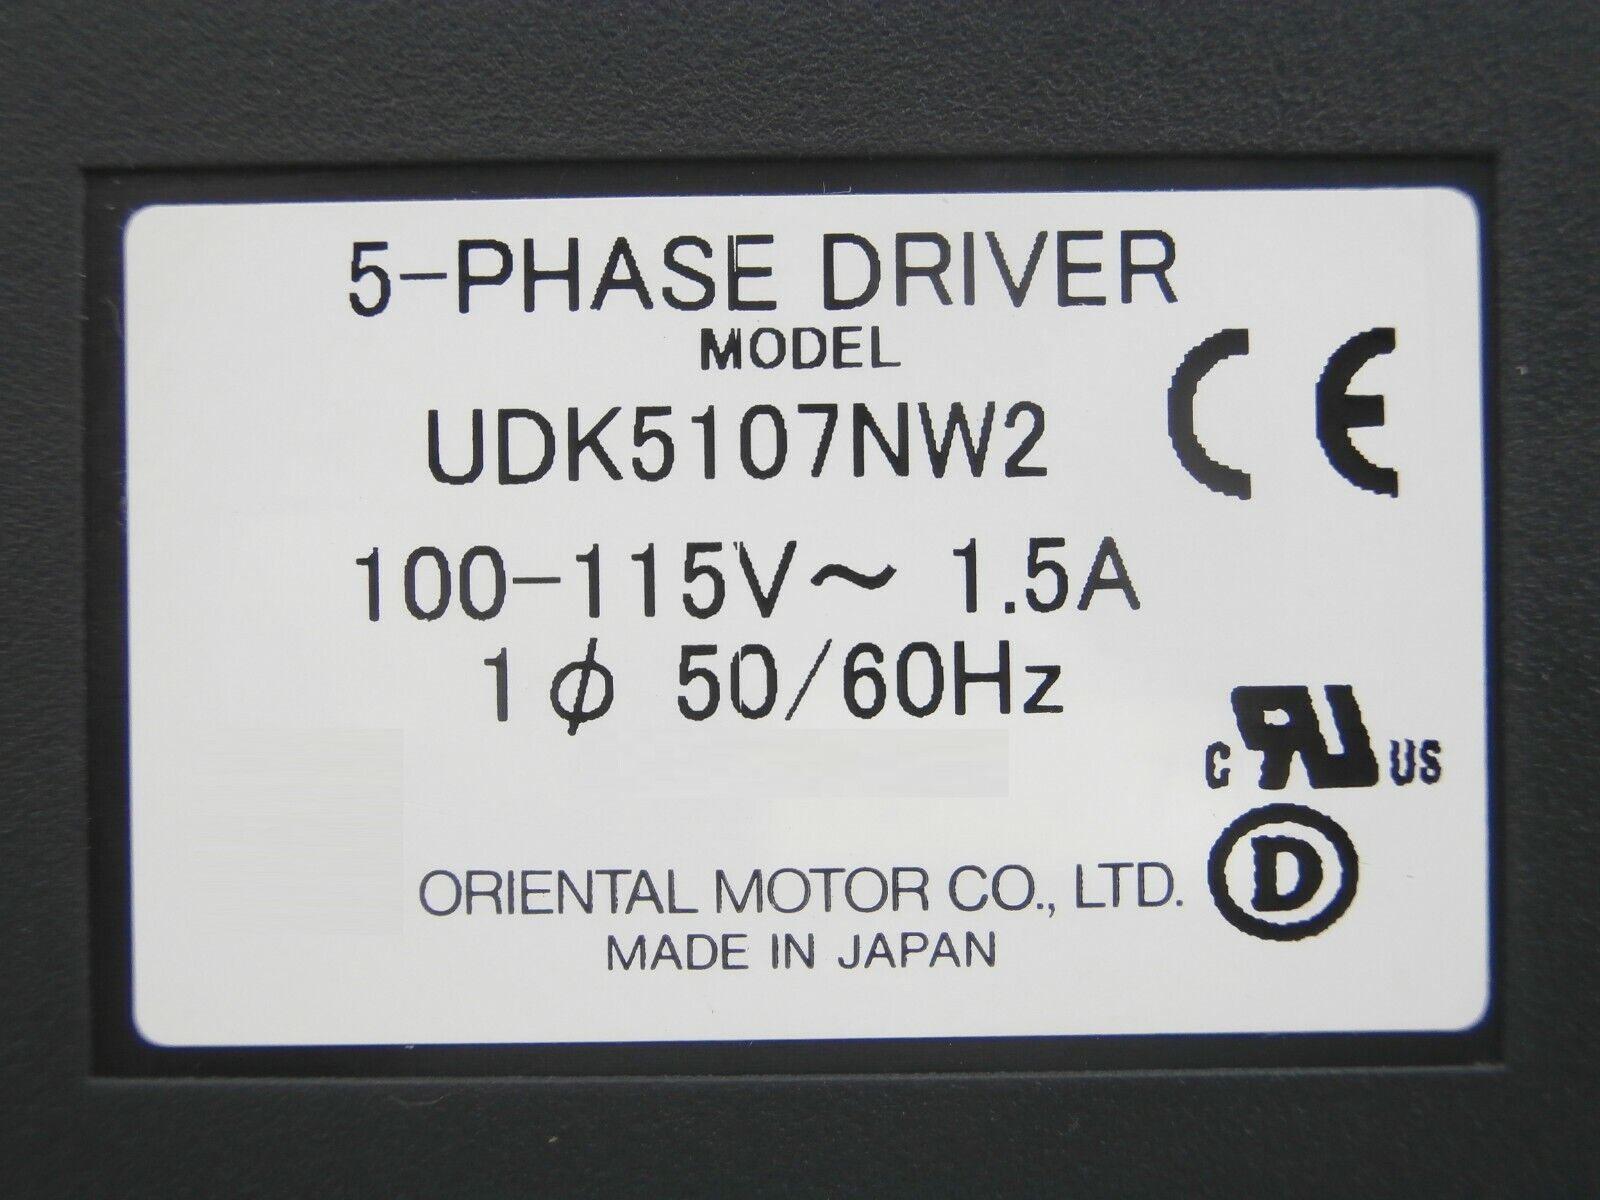 5-PHASE DRIVER
MODEL
UDK5107NW2
CE
100-115V～ 1.5A
1φ 50/60Hz
C RU US
D
ORIENTAL MOTOR CO., LTD.
MADE IN JAPAN